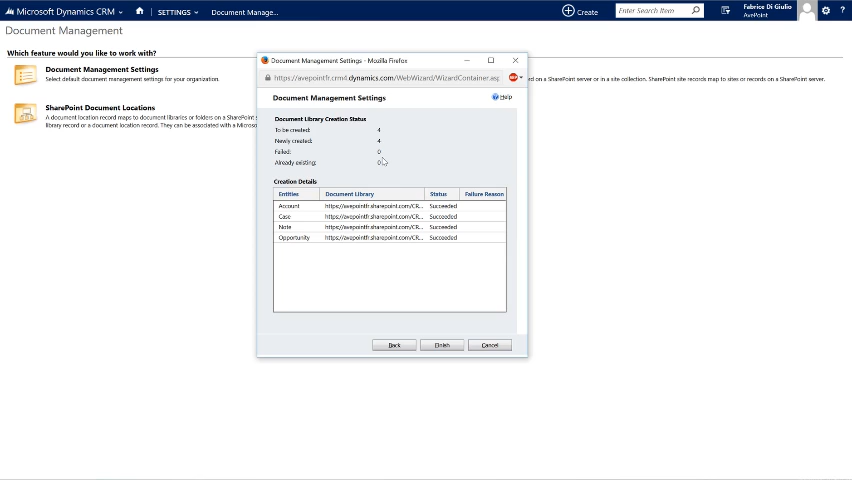 Microsoft Dynamics CRM SETTINGS Document Manage... Create Enter Search Item Fabrice Di Giulio
AvePoint
Document Management
Which feature would you like to work with?
Document Management Settings
Select default document management settings for your organization.
d on a SharePoint server or in a site collection. SharePoint site records map to sites or records on a SharePoint server.
SharePoint Document Locations
A document location record maps to document libraries or folders on a SharePoint s
library record or a document location record. They can be associated with a Micros
Document Management Settings - Mozilla Firefox
https://avepointfr.crm4.dynamics.com/WebWizard/WizardContainer.asp
Document Management Settings
Help
Document Library Creation Status
To be created: 4
Newly created: 4
Failed: 0
Already existing: 0
Creation Details
Entities Document Library Status Failure Reason
Account https://avepointfr.sharepoint.com/CR... Succeeded
Case https://avepointfr.sharepoint.com/CR... Succeeded
Note https://avepointfr.sharepoint.com/CR... Succeeded
Opportunity https://avepointfr.sharepoint.com/CR... Succeeded
Back Finish Cancel